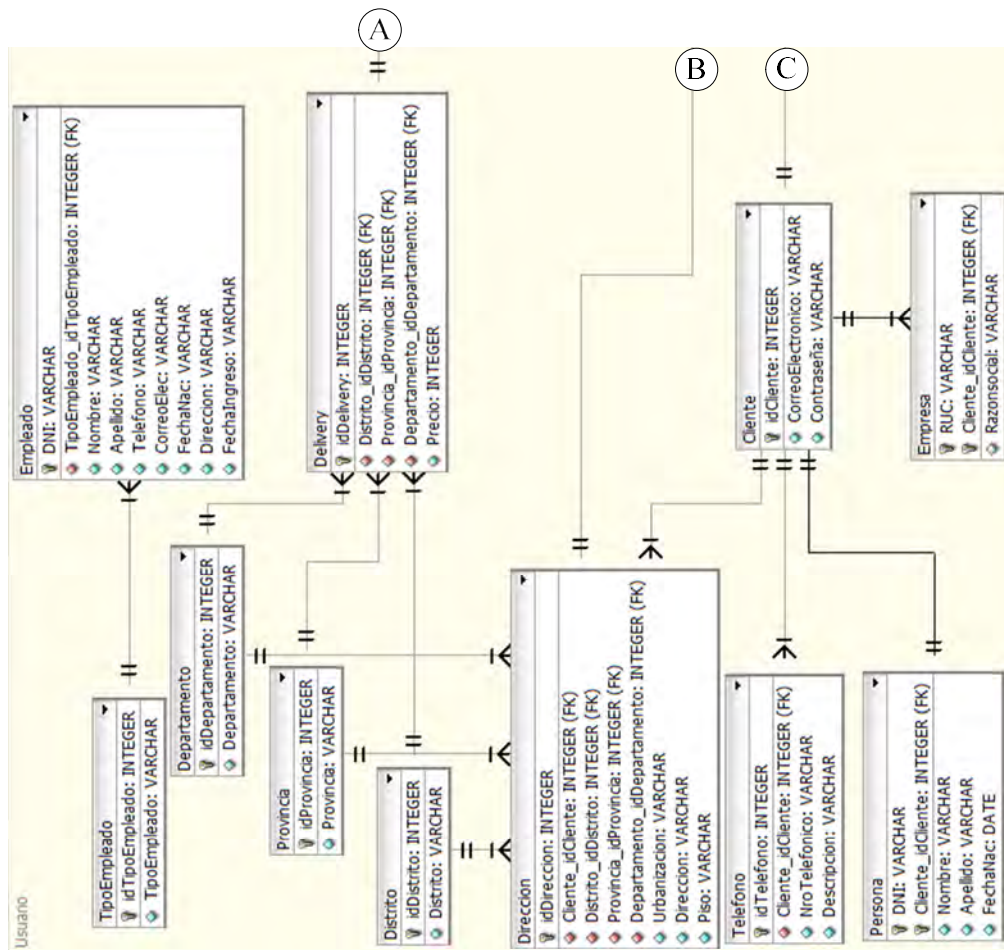 Usuario
TipoEmpleado
idTipoEmpleado: INTEGER
TipoEmpleado: VARCHAR
Empleado
DNI: VARCHAR
TipoEmpleado_idTipoEmpleado: INTEGER (FK)
Nombre: VARCHAR
Apellido: VARCHAR
Telefono: VARCHAR
CorreoElec: VARCHAR
FechaNac: VARCHAR
Direccion: VARCHAR
FechaIngreso: VARCHAR
Departamento
idDepartamento: INTEGER
Departamento: VARCHAR
Provincia
idProvincia: INTEGER
Provincia: VARCHAR
Distrito
idDistrito: INTEGER
Distrito: VARCHAR
Delivery
idDelivery: INTEGER
Distrito_idDistrito: INTEGER (FK)
Provincia_idProvincia: INTEGER (FK)
Departamento_idDepartamento: INTEGER (FK)
Precio: INTEGER
A
Direccion
idDireccion: INTEGER
Cliente_idCliente: INTEGER (FK)
Distrito_idDistrito: INTEGER (FK)
Provincia_idProvincia: INTEGER (FK)
Departamento_idDepartamento: INTEGER (FK)
Urbanizacion: VARCHAR
Direccion: VARCHAR
Piso: VARCHAR
B
Telefono
idTelefono: INTEGER
Cliente_idCliente: INTEGER (FK)
NroTelefonico: VARCHAR
Descripcion: VARCHAR
Cliente
idCliente: INTEGER
CorreoElectronico: VARCHAR
Contraseña: VARCHAR
C
Persona
DNI: VARCHAR
Cliente_idCliente: INTEGER (FK)
Nombre: VARCHAR
Apellido: VARCHAR
FechaNac: DATE
Empresa
RUC: VARCHAR
Cliente_idCliente: INTEGER (FK)
Razonsocial: VARCHAR